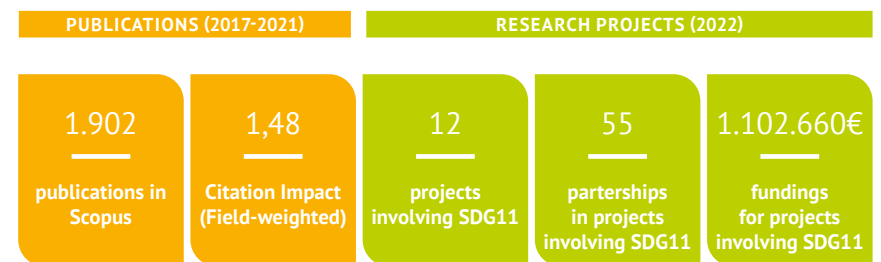 PUBLICATIONS (2017-2021)
RESEARCH PROJECTS (2022)
1.902
publications in
Scopus
1,48
Citation Impact
(Field-weighted)
12
projects
involving SDG11
55
parterships
in projects
involving SDG11
1.102.660€
fundings
for projects
involving SDG11